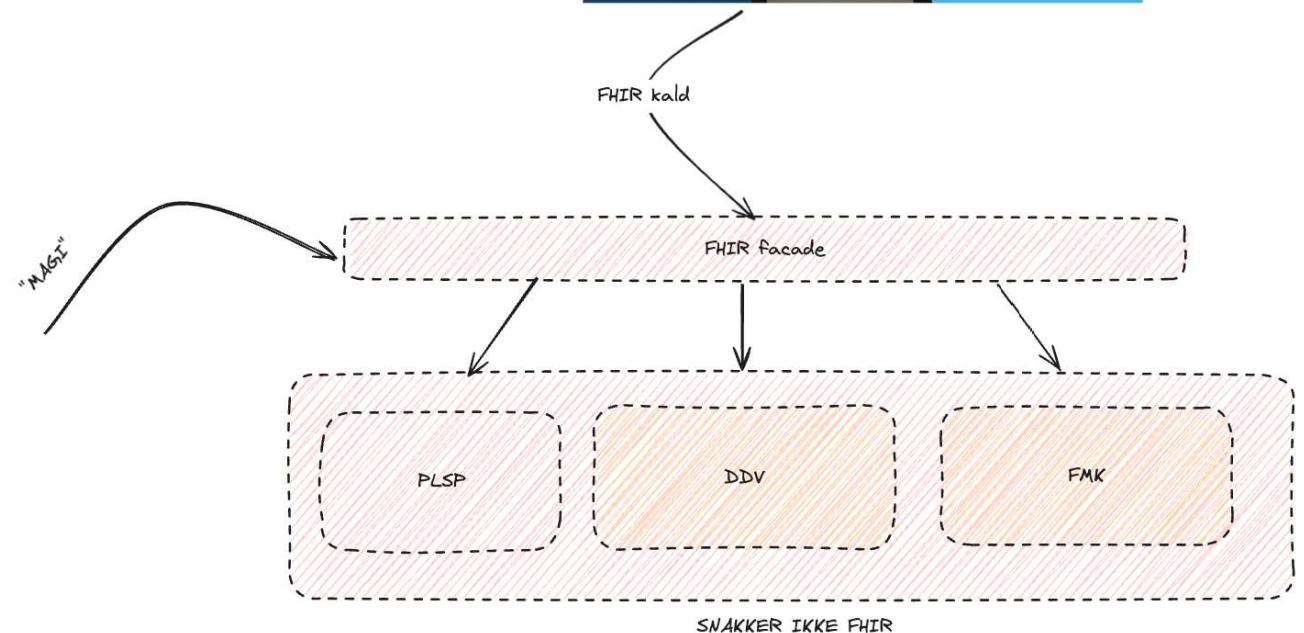 FHIR kald
"MAGI"
FHIR facade
PLSP
DDV
FMK
SNAKKER IKKE FHIR